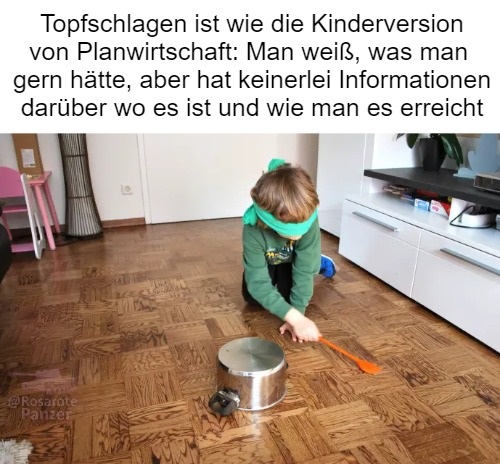 Topfschlagen ist wie die Kinderversion
von Planwirtschaft: Man weiß, was man
gern hätte, aber hat keinerlei Informationen
darüber wo es ist und wie man es erreicht
@Rosarote
Panzer